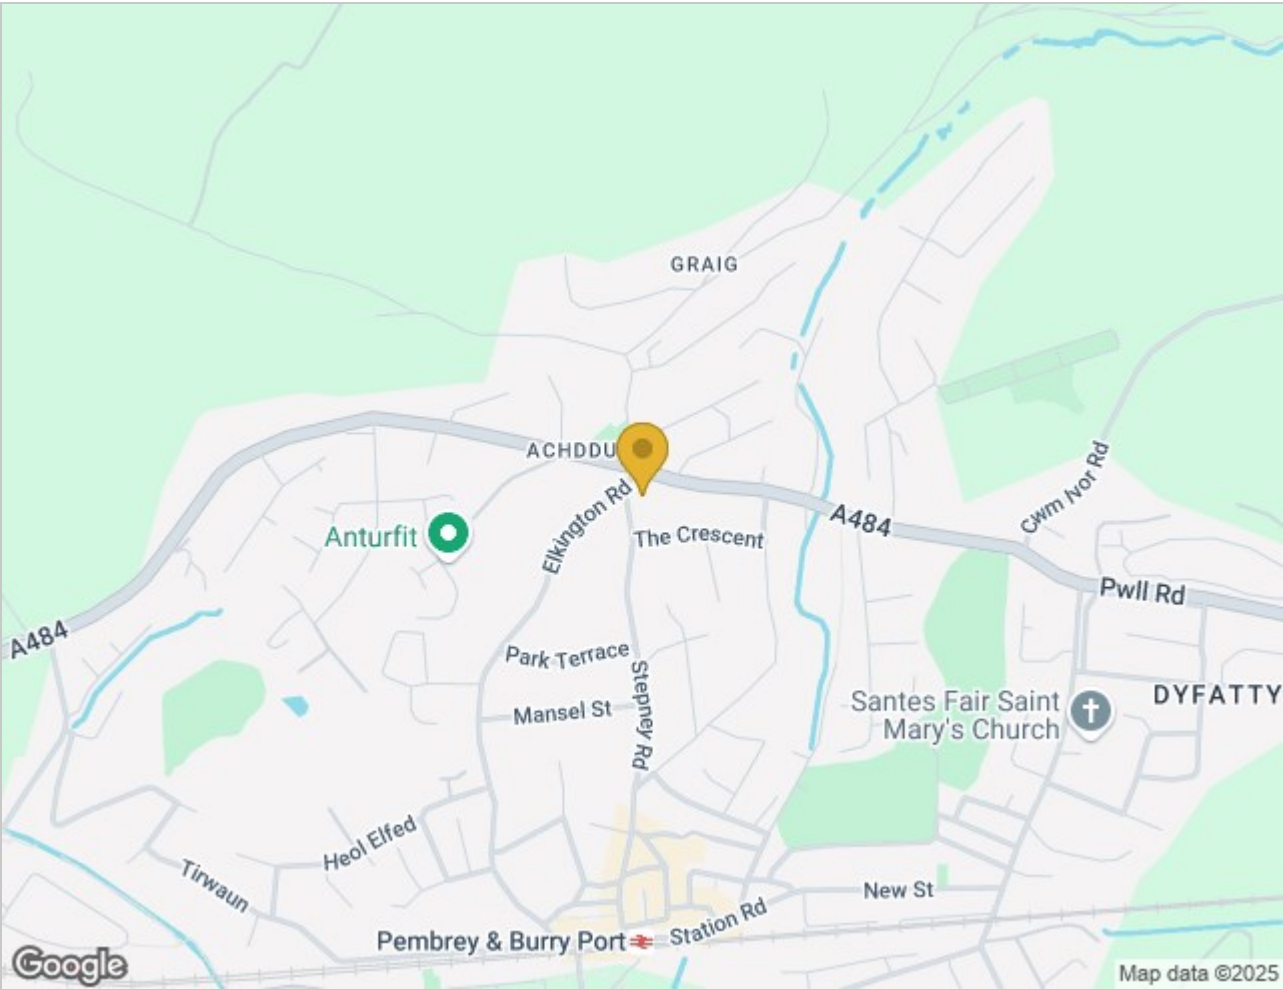 GRAIG
ACHDDU
Elkington Rd
Anturfit
The Crescent
A484
Cwm Ivor Rd
Pwll Rd
A484
Park Terrace
Stepney Rd
Mansel St
Santes Fair Saint
Mary's Church
DYFATTY
Heol Elfed
Tirwaun
New St
Station Rd
Pembrey & Burry Port
Google
Map data ©2025